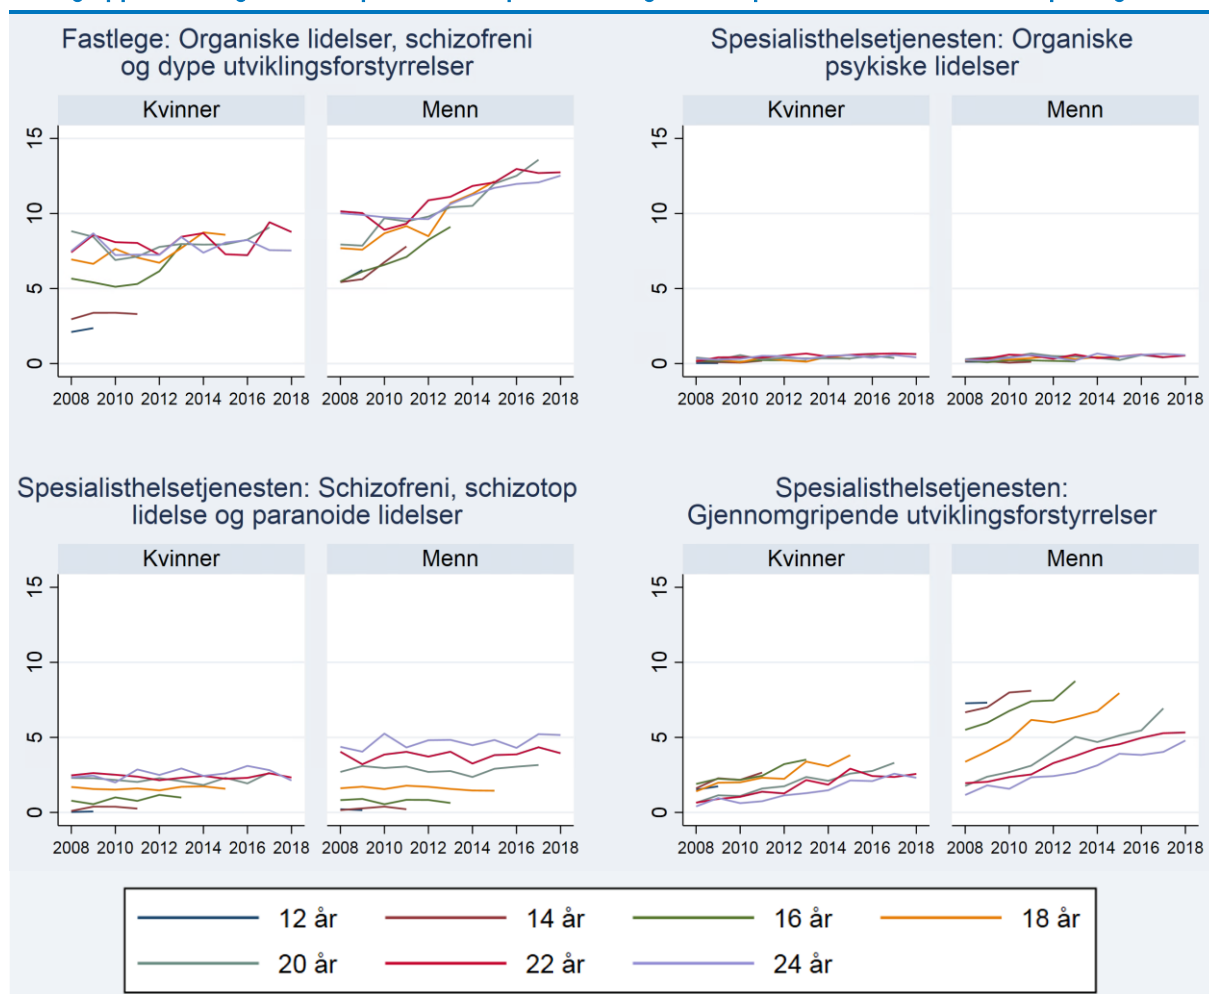 Fastlege: Organiske lidelser, schizofreni
og dype utviklingsforstyrrelser
Kvinner
Menn
15
10
5
0
2008 2010 2012 2014 2016 2018
2008 2010 2012 2014 2016 2018
Spesialisthelsetjenesten: Organiske
psykiske lidelser
Kvinner
Menn
15
10
5
0
2008 2010 2012 2014 2016 2018
2008 2010 2012 2014 2016 2018
Spesialisthelsetjenesten: Schizofreni, schizotop
lidelse og paranoide lidelser
Kvinner
Menn
15
10
5
0
2008 2010 2012 2014 2016 2018
2008 2010 2012 2014 2016 2018
Spesialisthelsetjenesten:
Gjennomgripende utviklingsforstyrrelser
Kvinner
Menn
15
10
5
0
2008 2010 2012 2014 2016 2018
2008 2010 2012 2014 2016 2018
12 år
14 år
16 år
18 år
20 år
22 år
24 år